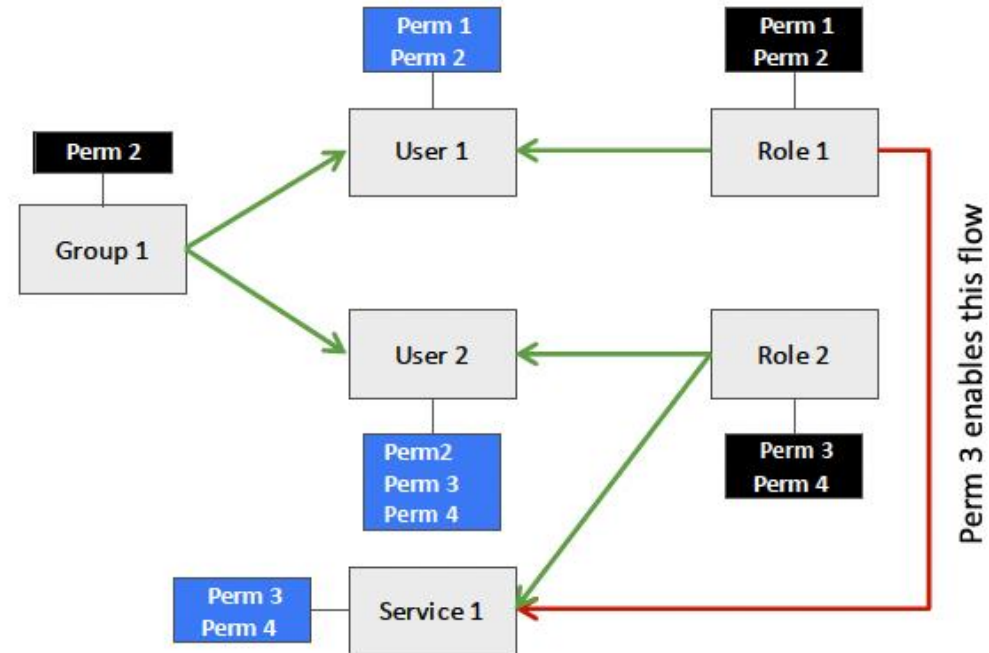 Perm 1
Perm 2
Perm 1
Perm 2
Perm 2
User 1
Role 1
Group 1
User 2
Role 2
Perm2
Perm 3
Perm 4
Perm 3
Perm 4
Perm 3
Perm 4
Service 1
Perm 3 enables this flow